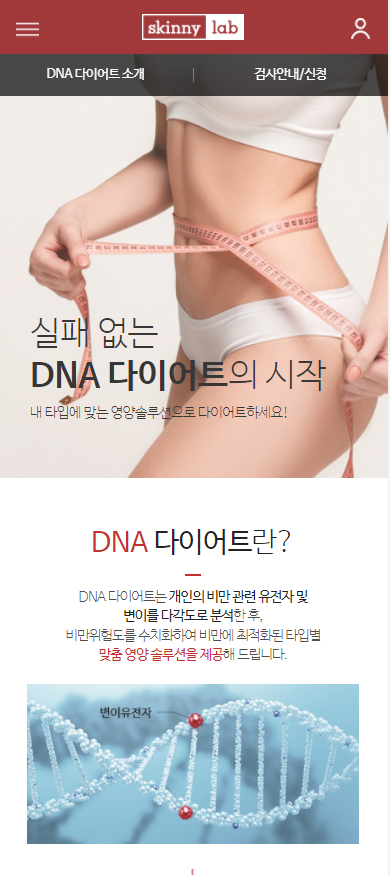 skinny lab
DNA 다이어트 소개
검사안내/신청
실패 없는
DNA 다이어트의 시작
내 타입에 맞는 영양솔루션으로 다이어트하세요!
DNA 다이어트란?
DNA 다이어트는 개인의 비만 관련 유전자 및
변이를 다각도로 분석한 후,
비만위험도를 수치화하여 비만에 최적화된 타입별
맞춤 영양 솔루션을 제공해 드립니다.
변이유전자